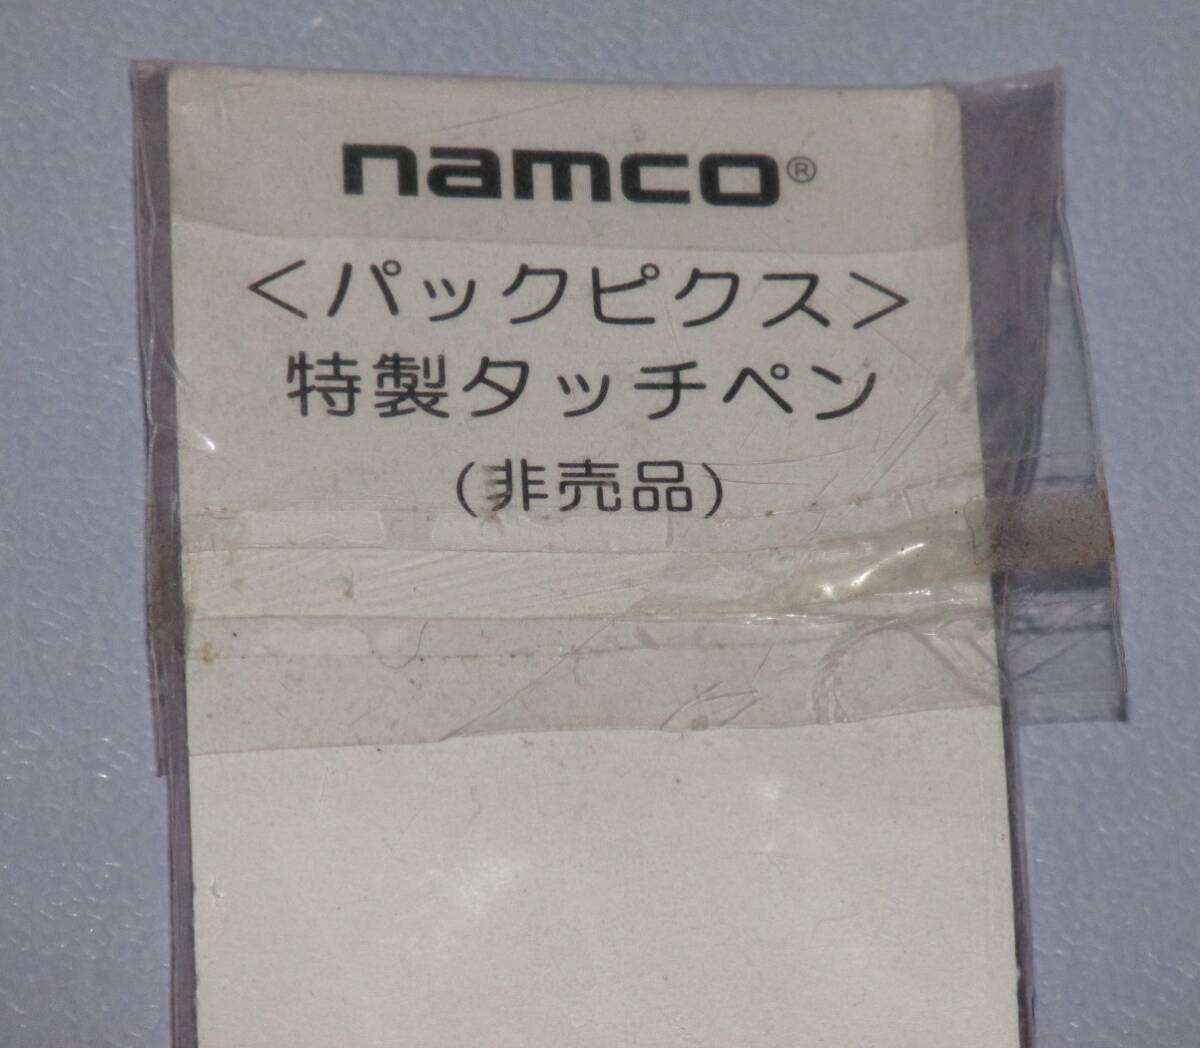 namco®
＜パックピクス＞
特製タッチペン
(非売品)